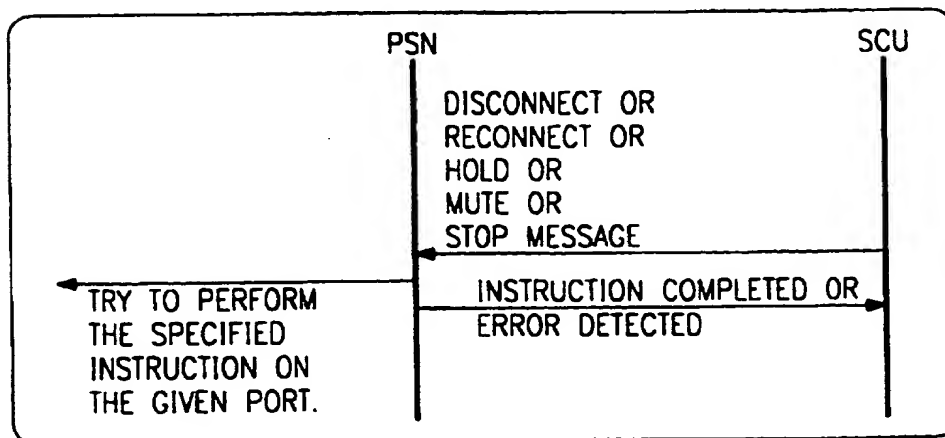 PSN
SCU
DISCONNECT OR
RECONNECT OR
HOLD OR
MUTE OR
STOP MESSAGE
TRY TO PERFORM
THE SPECIFIED
INSTRUCTION ON
THE GIVEN PORT.
INSTRUCTION COMPLETED OR
ERROR DETECTED